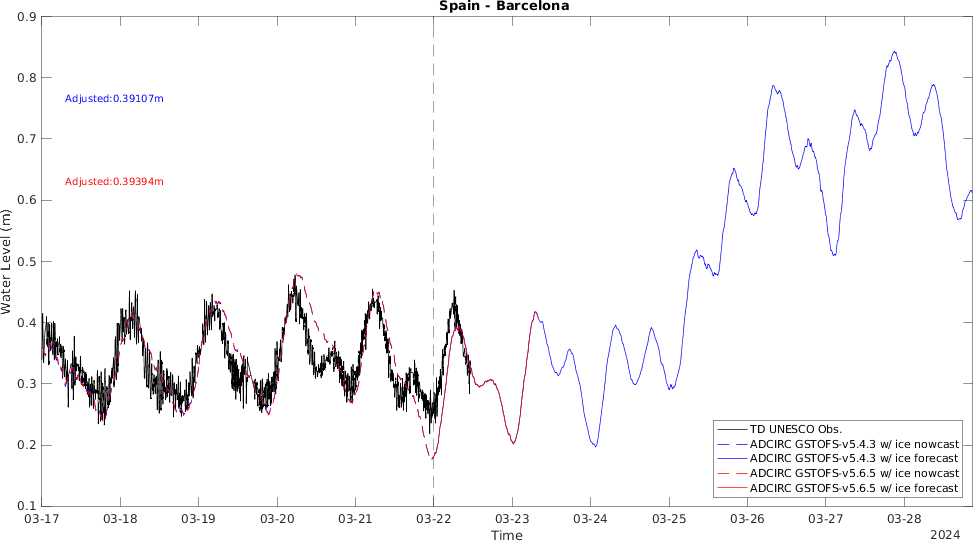 Spain - Barcelona
0.9
0.8
0.7
0.6
0.5
0.4
0.3
0.2
0.1
Water Level (m)
Adjusted:0.39107m
Adjusted:0.39394m
TD UNESCO Obs.
ADCIRC GSTOFS-v5.4.3 w/ ice nowcast
ADCIRC GSTOFS-v5.4.3 w/ ice forecast
ADCIRC GSTOFS-v5.6.5 w/ ice nowcast
ADCIRC GSTOFS-v5.6.5 w/ ice forecast
03-17 03-18 03-19 03-20 03-21 03-22 03-23 03-24 03-25 03-26 03-27 03-28
Time
2024